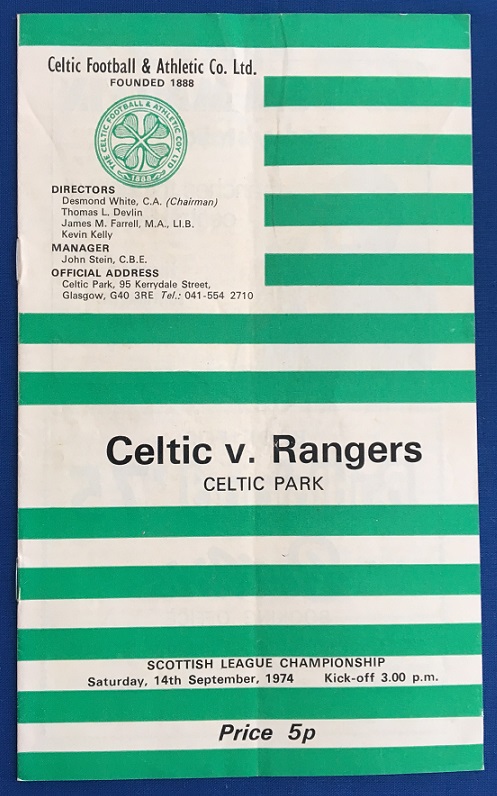 Celtic Football & Athletic Co. Ltd.
FOUNDED 1888
THE CELTIC FOOTBALL & ATHLETIC COY LTD
1888
DIRECTORS
Desmond White, C.A. (Chairman)
Thomas L. Devlin
James M. Farrell, M.A., LI.B.
Kevin Kelly
MANAGER
John Stein, C.B.E.
OFFICIAL ADDRESS
Celtic Park, 95 Kerrydale Street,
Glasgow, G40 3RE Tel.: 041-554 2710
Celtic v. Rangers
CELTIC PARK
SCOTTISH LEAGUE CHAMPIONSHIP
Saturday, 14th September, 1974 Kick-off 3.00 p.m.
Price 5p